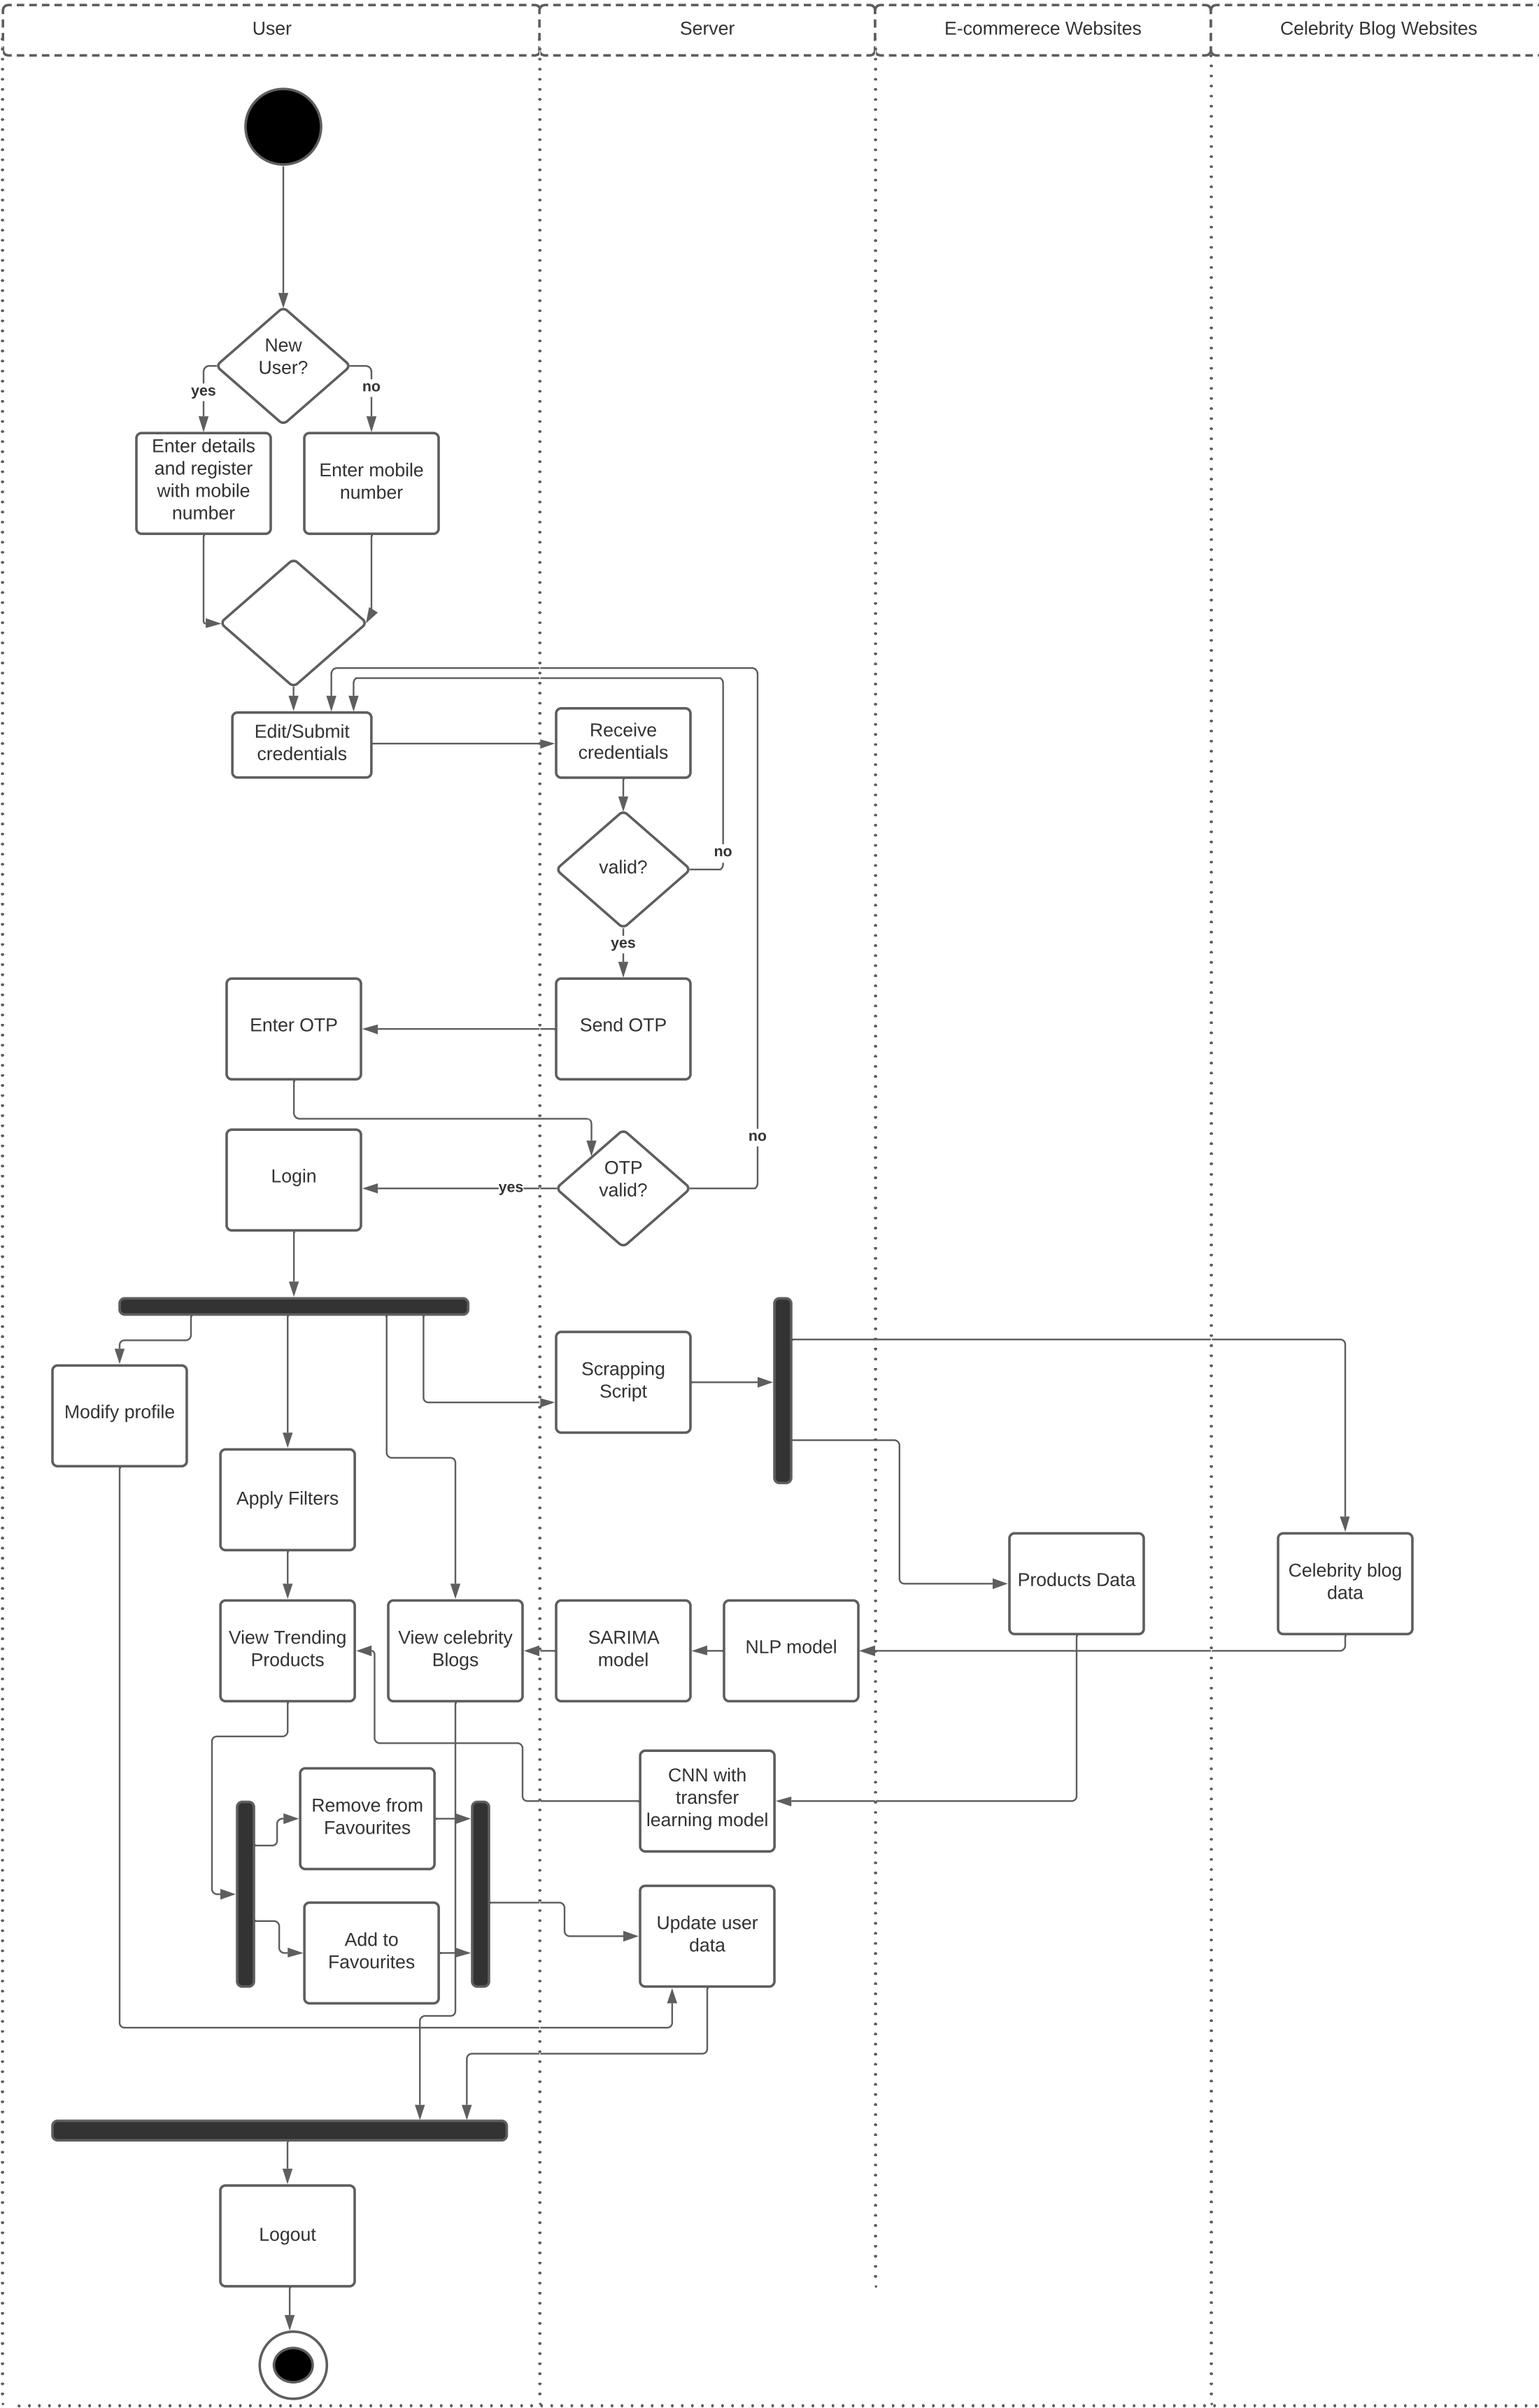 User
Server
E-commerece Websites
Celebrity Blog Websites
New
User?
yes
no
Enter details
and register
with mobile
number
Enter mobile
number
Edit/Submit
credentials
Receive
credentials
valid?
no
yes
Enter OTP
Send OTP
Login
yes
OTP
valid?
no
Modify profile
Scrapping
Script
Apply Filters
Products Data
Celebrity blog
data
View Trending
Products
View celebrity
Blogs
SARIMA
model
NLP model
Remove from
Favourites
CNN with
transfer
learning model
Add to
Favourites
Update user
data
Logout